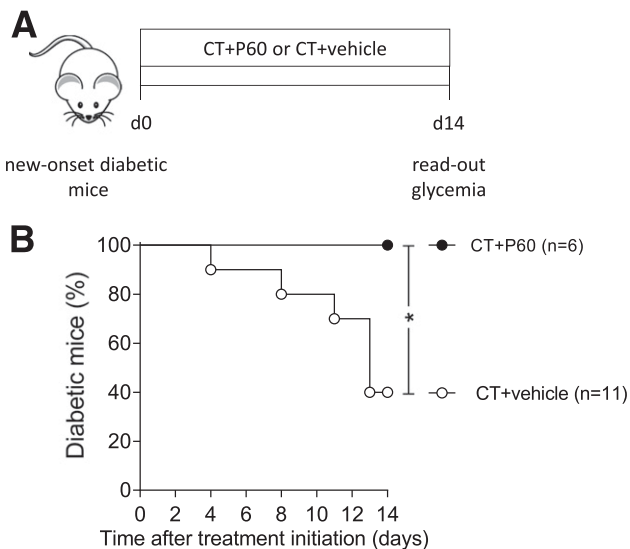 A
CT+P60 or CT+vehicle
d0
d14
new-onset diabetic
mice
read-out
glycemia
B
Diabetic mice (%)
100
80
60
40
20
0
*
CT+P60 (n=6)
CT+vehicle (n=11)
0 2 4 6 8 10 12 14
Time after treatment initiation (days)